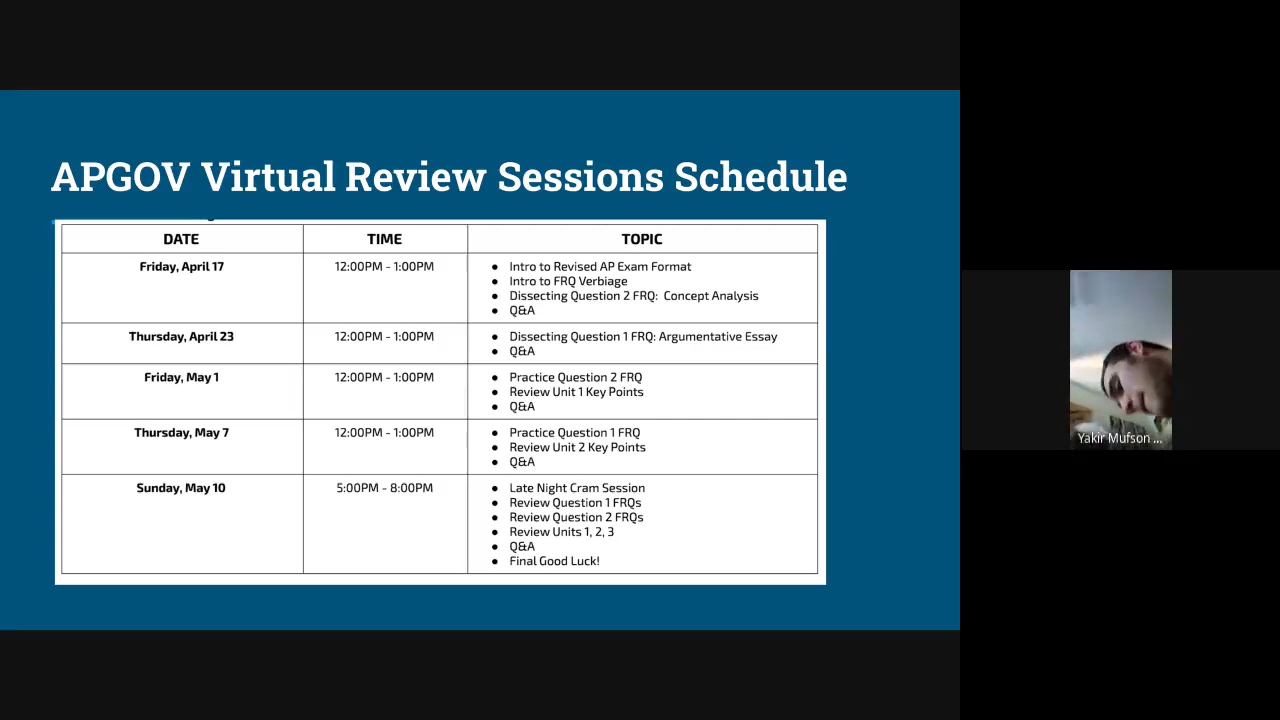 APGOV Virtual Review Sessions Schedule
DATE TIME TOPIC
Friday, April 17 12:00PM - 1:00PM ● Intro to Revised AP Exam Format
● Intro to FRQ Verbiage
● Dissecting Question 2 FRQ: Concept Analysis
● Q&A
Thursday, April 23 12:00PM - 1:00PM ● Dissecting Question 1 FRQ: Argumentative Essay
● Q&A
Friday, May 1 12:00PM - 1:00PM ● Practice Question 2 FRQ
● Review Unit 1 Key Points
● Q&A
Thursday, May 7 12:00PM - 1:00PM ● Practice Question 1 FRQ
● Review Unit 2 Key Points
● Q&A
Sunday, May 10 5:00PM - 8:00PM ● Late Night Cram Session
● Review Question 1 FRQs
● Review Question 2 FRQs
● Review Units 1, 2, 3
● Q&A
● Final Good Luck!
Yakir Mufson ...